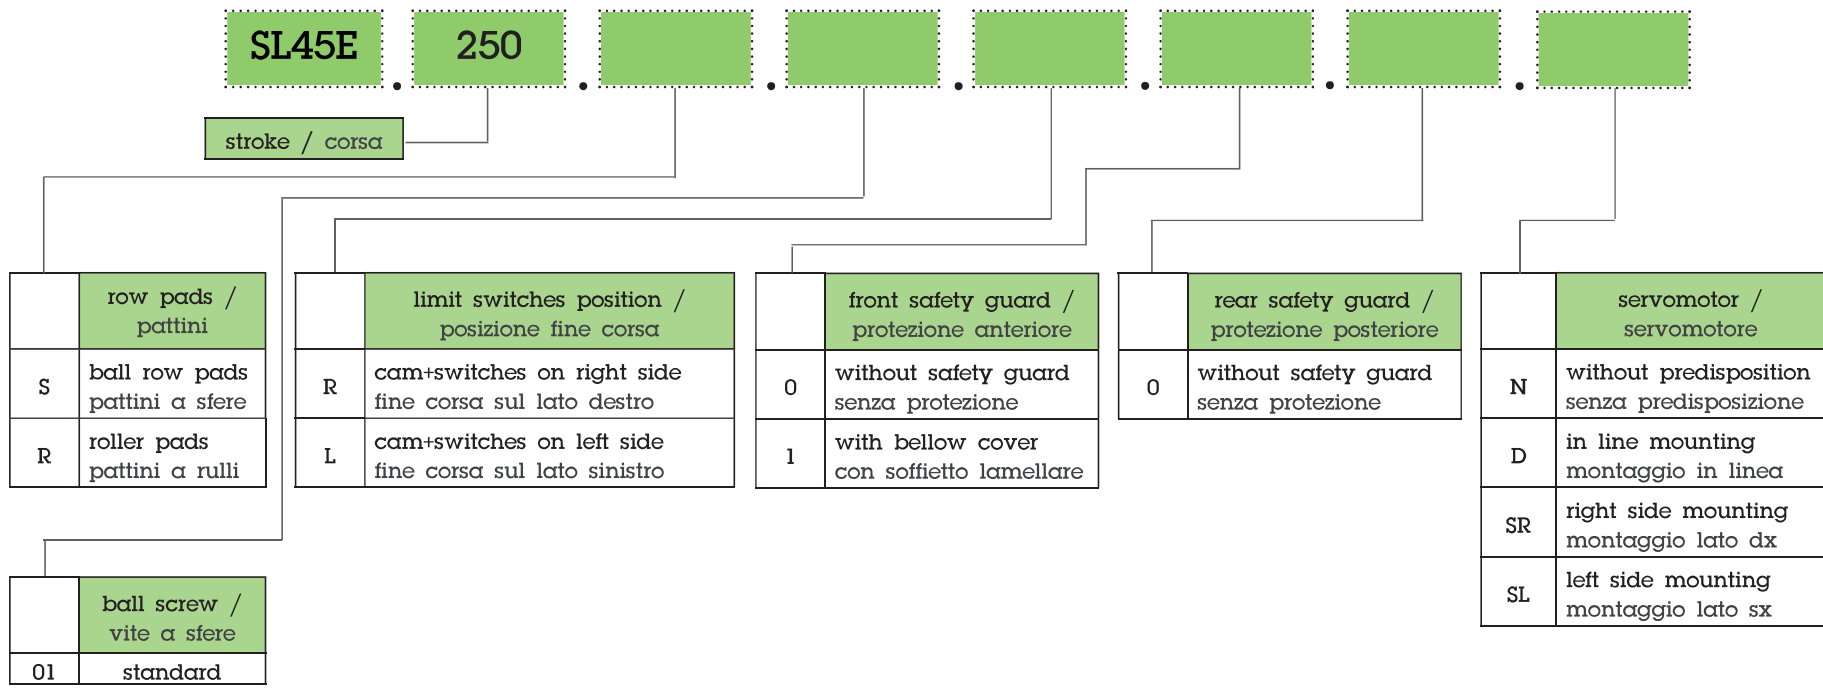 SL45E . 250 . . . . . .
stroke / corsa
row pads /
pattini
S
ball row pads
pattini a sfere
R
roller pads
pattini a rulli
limit switches position /
posizione fine corsa
R
cam+switches on right side
fine corsa sul lato destro
L
cam+switches on left side
fine corsa sul lato sinistro
front safety guard /
protezione anteriore
0
without safety guard
senza protezione
1
with bellow cover
con soffietto lamellare
rear safety guard /
protezione posteriore
0
without safety guard
senza protezione
servomotor /
servomotore
N
without predisposition
senza predisposizione
D
in line mounting
montaggio in linea
SR
right side mounting
montaggio lato dx
SL
left side mounting
montaggio lato sx
ball screw /
vite a sfere
01 standard